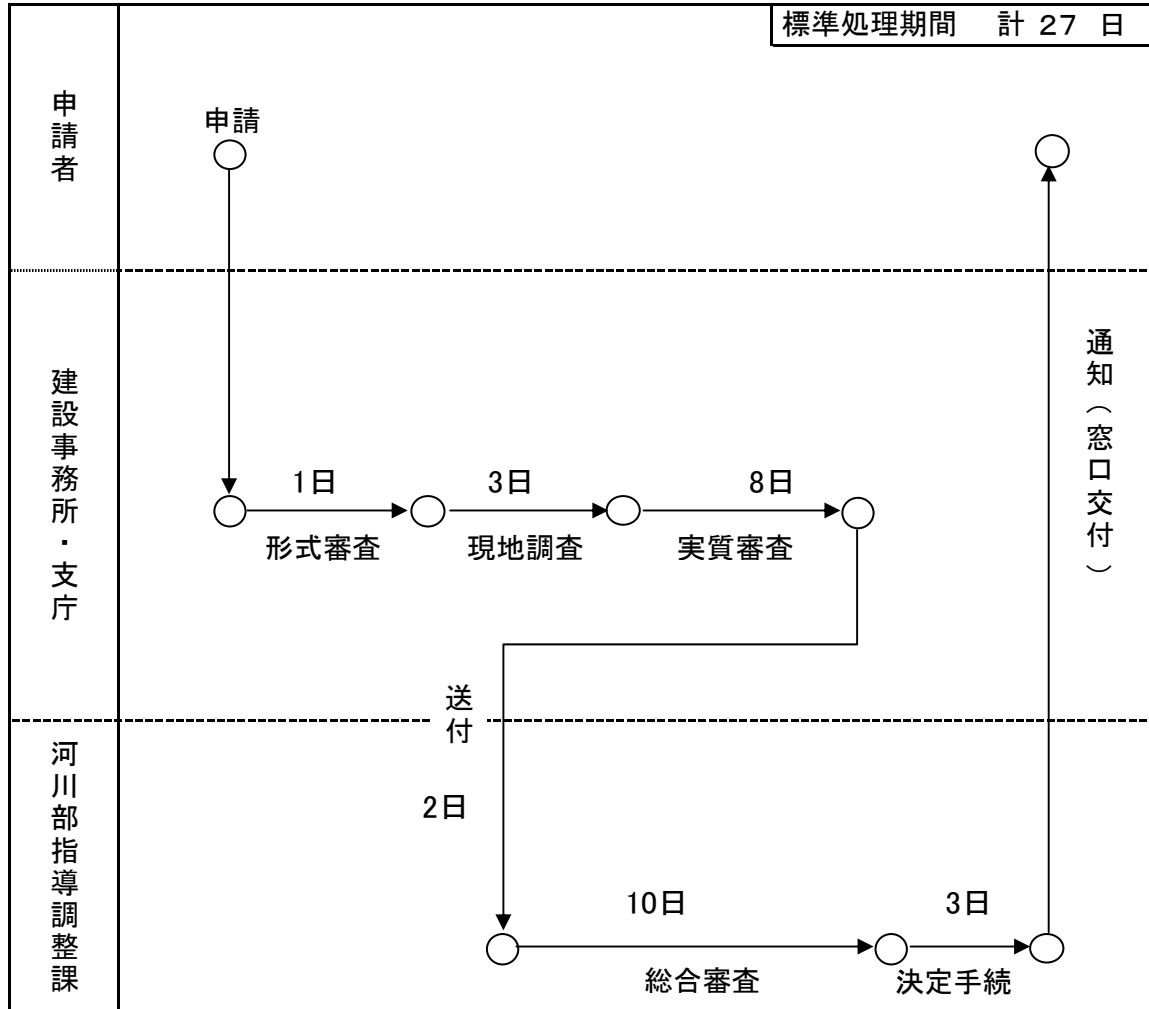 標準処理期間 計 27 日
申請者
申請
建設事務所・支庁
1日
3日
8日
形式審査
現地調査
実質審査
通知（窓口交付）
送付
2日
河川部指導調整課
10日
3日
総合審査
決定手続